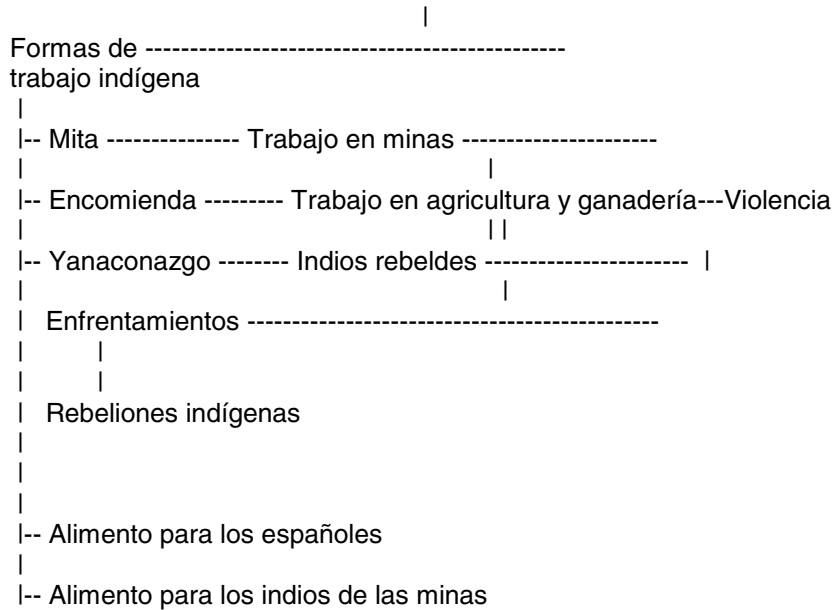 |
Formas de -----------------------------------------------
trabajo indígena
|
|-- Mita --------------- Trabajo en minas ----------------------
| |
|-- Encomienda --------- Trabajo en agricultura y ganadería---Violencia
| ||
|-- Yanaconazgo -------- Indios rebeldes ----------------------- |
| |
| Enfrentamientos ----------------------------------------------
| |
| |
| Rebeliones indígenas
|
|
|
|-- Alimento para los españoles
|
|-- Alimento para los indios de las minas